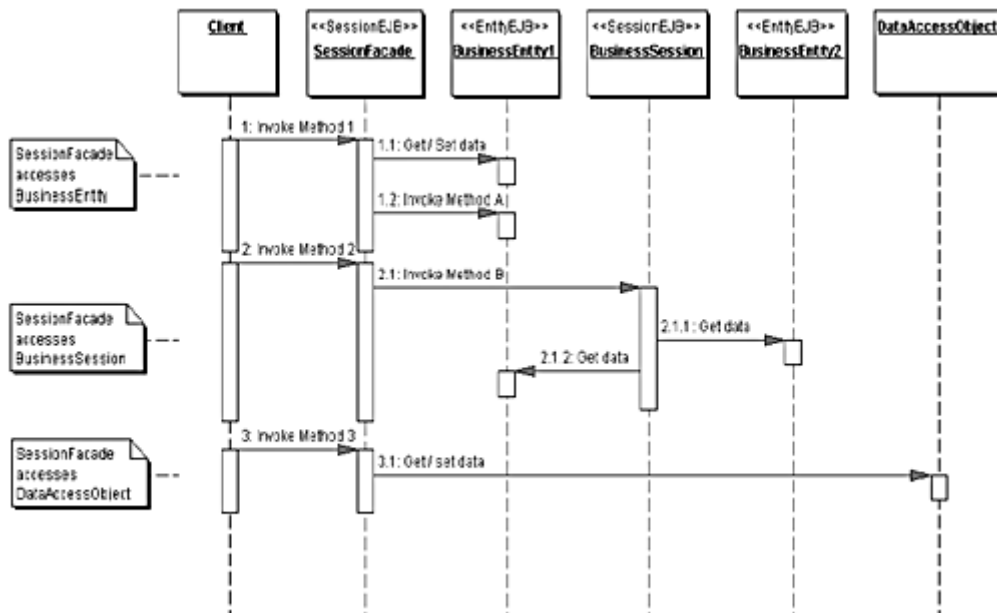 Client
<<SessionEJB>>
SessionFacade
<<EntityEJB>>
BusinessEntity1
<<SessionEJB>>
BusinessSession
<<EntityEJB>>
BusinessEntity2
DataAccessObject
SessionFacade
accesses
BusinessEntity
1: Invoke Method 1
1.1: Get / Set data
1.2: Invoke Method A
2: Invoke Method 2
2.1: Invoke Method B
SessionFacade
accesses
BusinessSession
2.1.1: Get data
2.1.2: Get data
3: Invoke Method 3
SessionFacade
accesses
DataAccessObject
3.1: Get / set data